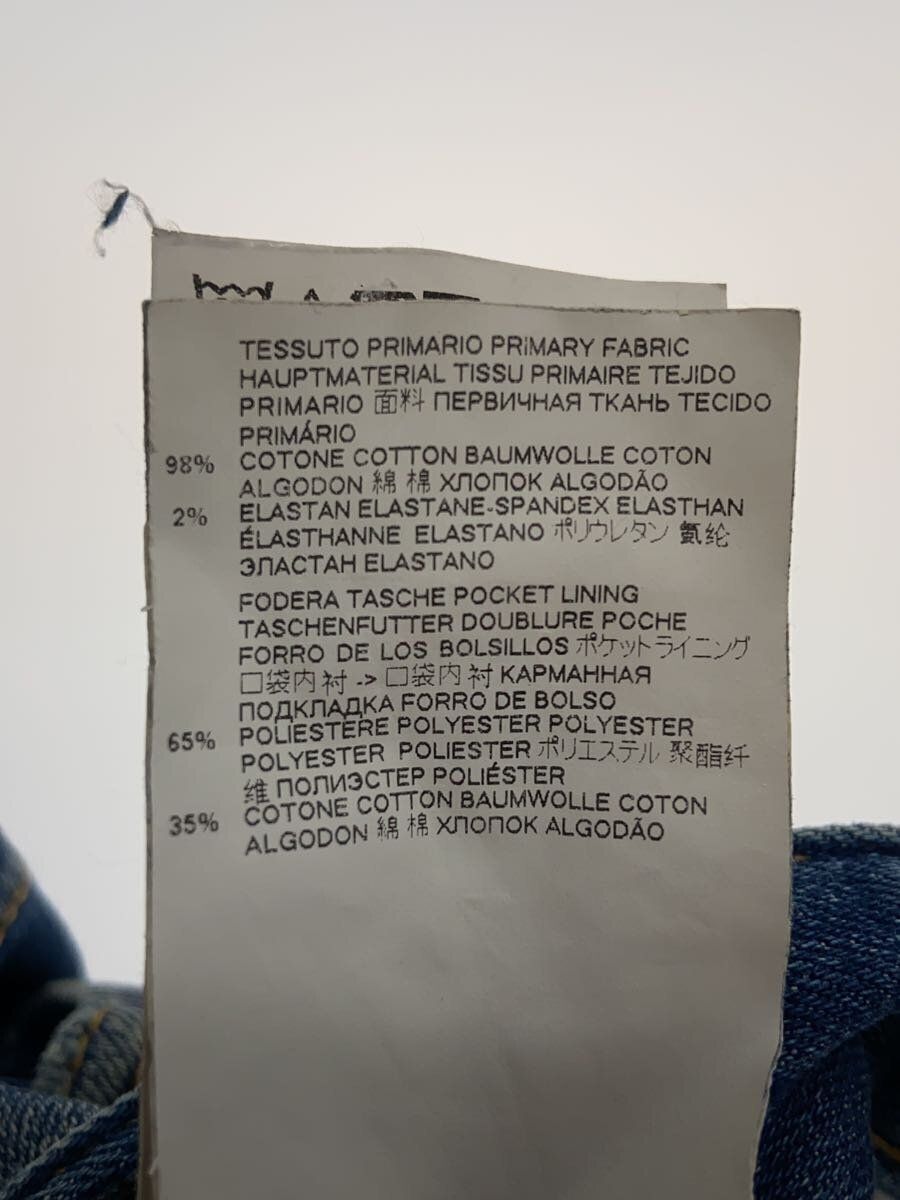 TESSUTO PRIMARIO PRIMARY FABRIC
HAUPTMATERIAL TISSU PRIMAIRE TEJIDO
PRIMARIO 面料 ПЕРВИЧНАЯ ТКАНЬ TECIDO
PRIMÁRIO
98% COTONE COTTON BAUMWOLLE COTON
ALGODON 綿 棉 ХЛОПОК ALGODÃO
2% ELASTAN ELASTANE-SPANDEX ELASTHAN
ÉLASTHANNE ELASTANO ポリウレタン 氨纶
ЭЛАСТАН ELASTANO
FODERA TASCHE POCKET LINING
TASCHENFUTTER DOUBLURE POCHE
FORRO DE LOS BOLSILLOS ポケットライニング
口袋内衬 -> 口袋内衬 КАРМАННАЯ
ПОДКЛАДКА FORRO DE BOLSO
65% POLIESTERE POLYESTER POLYESTER
POLYESTER POLIESTER ポリエステル 聚酯纤
维 ПОЛИЭСТЕР POLIÉSTER
35% COTONE COTTON BAUMWOLLE COTON
ALGODON 綿 棉 ХЛОПОК ALGODÃO